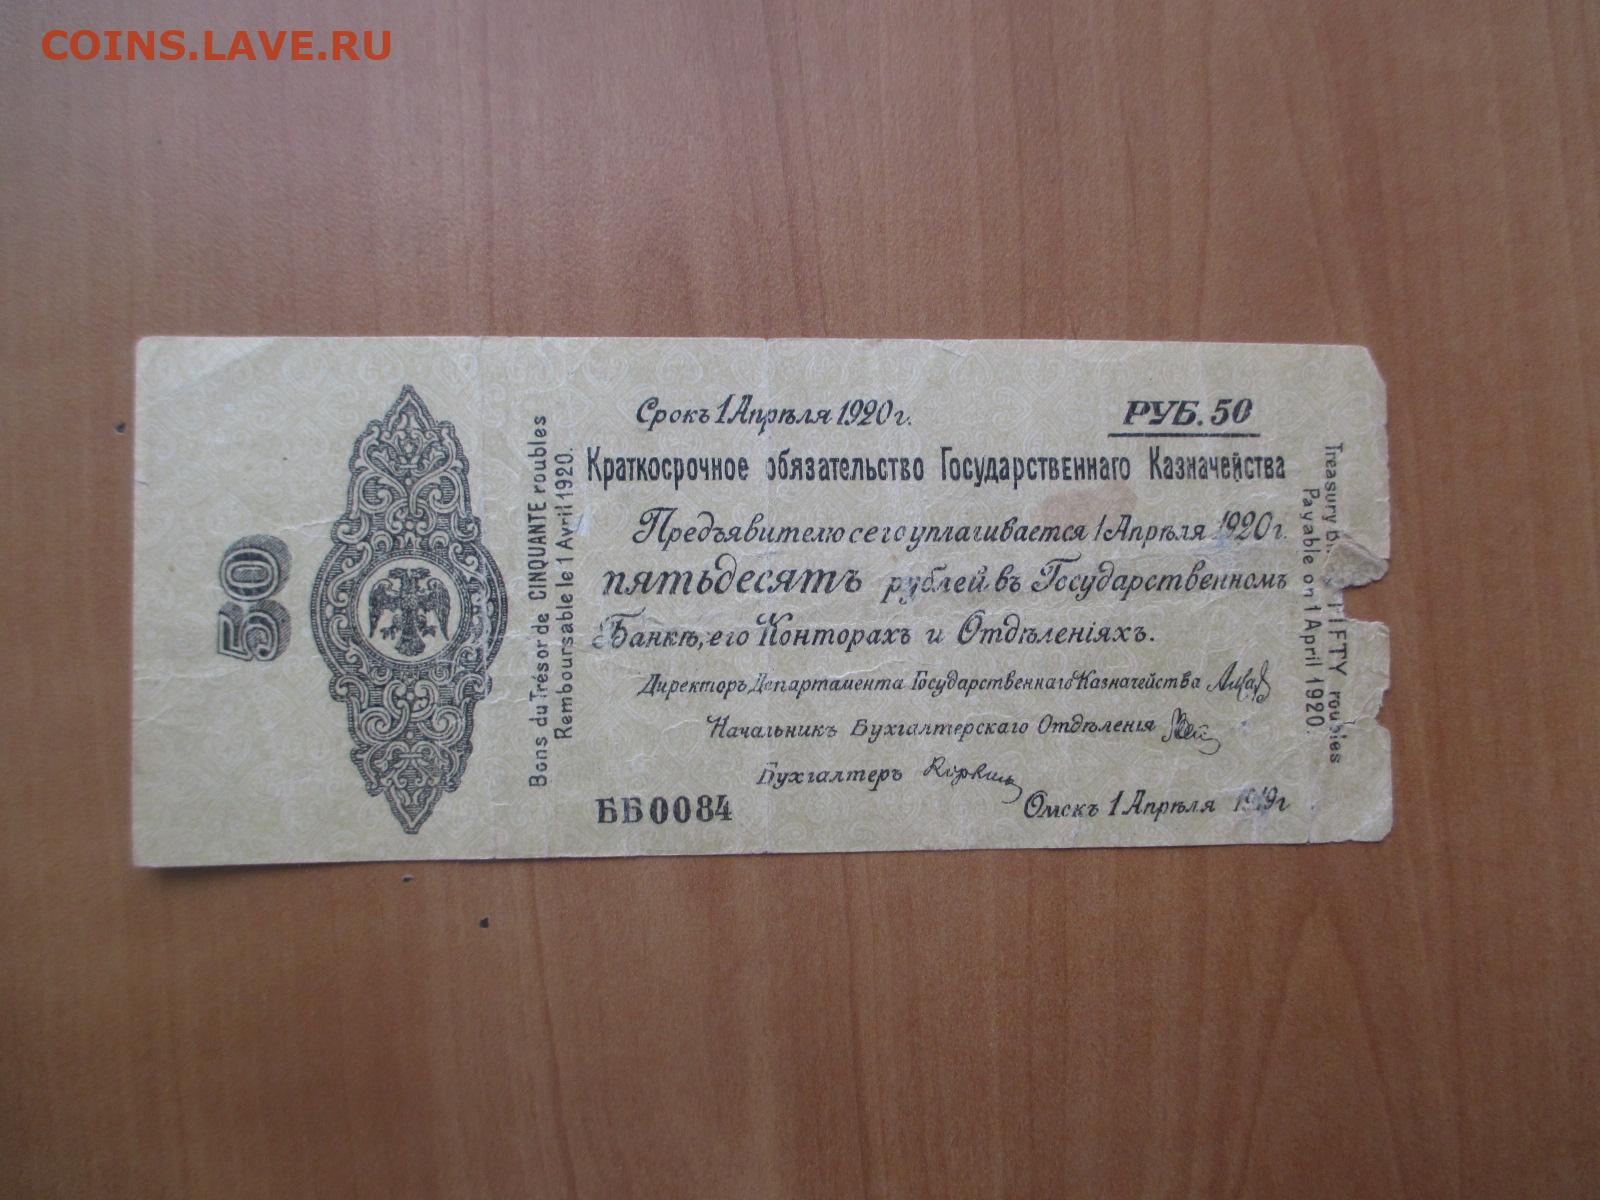 COINS.LAVE.RU
50
Bons du Trésor de CINQUANTE roubles
Remboursable le 1 Avril 1920.
Срокъ 1 Апрѣля 1920 г.
РУБ. 50
Краткосрочное обязательство Государственнаго Казначейства
Предъявителю сего уплачивается 1 Апрѣля 1920 г.
пятьдесятъ рублей въ Государственномъ
Банкѣ, его Конторахъ и Отдѣленіяхъ.
Директоръ Департамента Государственнаго Казначейства
Начальникъ Бухгалтерскаго Отдѣленія
Бухгалтеръ
ББ0084
Омскъ 1 Апрѣля 1919 г
Treasury FIFTY roubles
Payable on 1 April 1920.